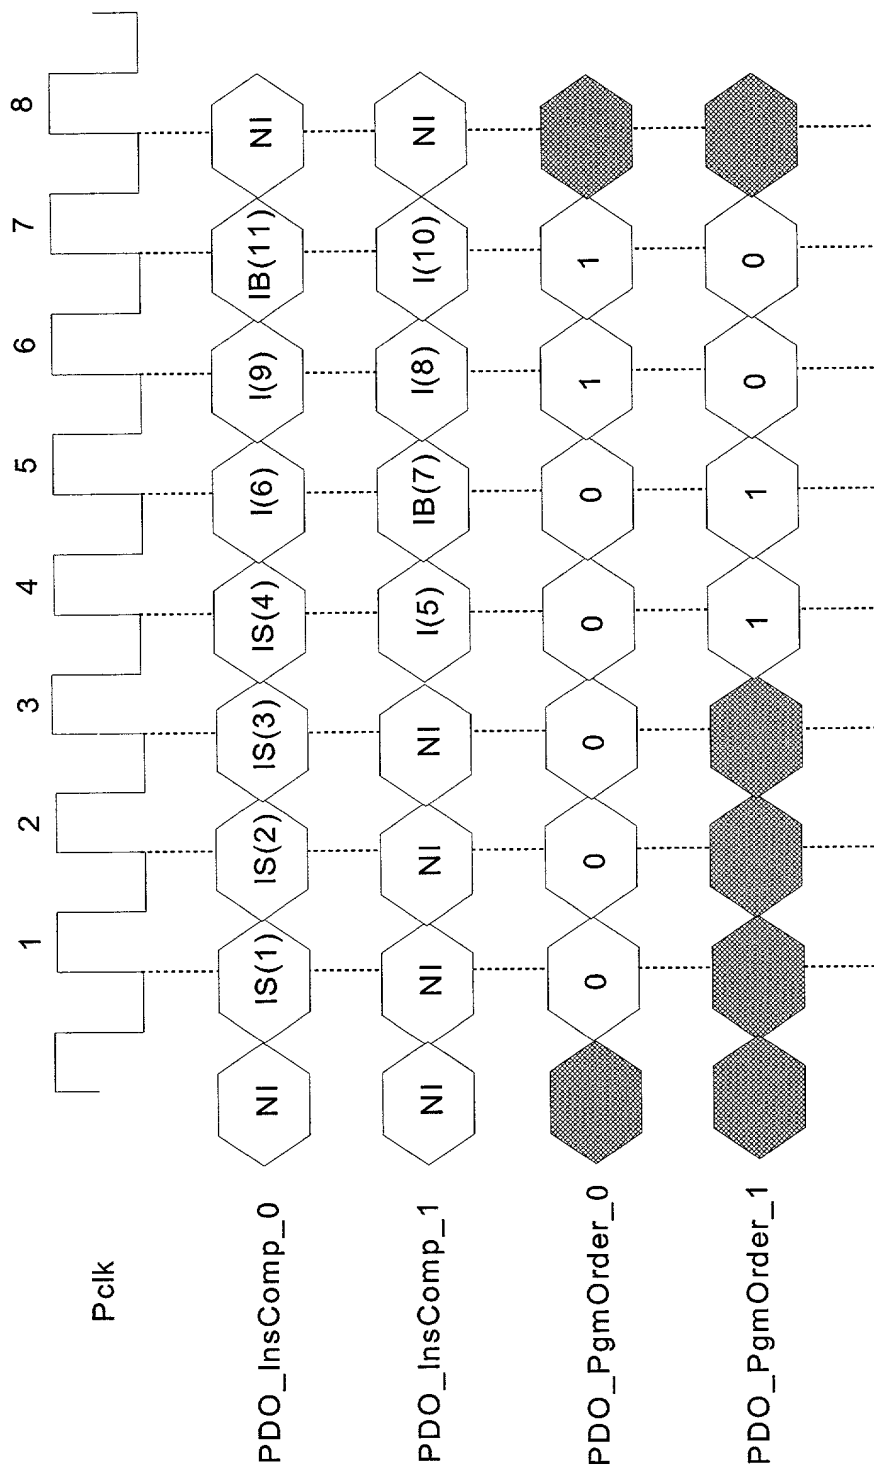 1 2 3 4 5 6 7 8
Pclk
PDO_InsComp_0 NI IS(1) IS(2) IS(3) IS(4) I(6) I(9) IB(11) NI
PDO_InsComp_1 NI NI NI NI I(5) IB(7) I(8) I(10) NI
PDO_PgmOrder_0 0 0 0 0 0 1 1
PDO_PgmOrder_1 1 1 0 0